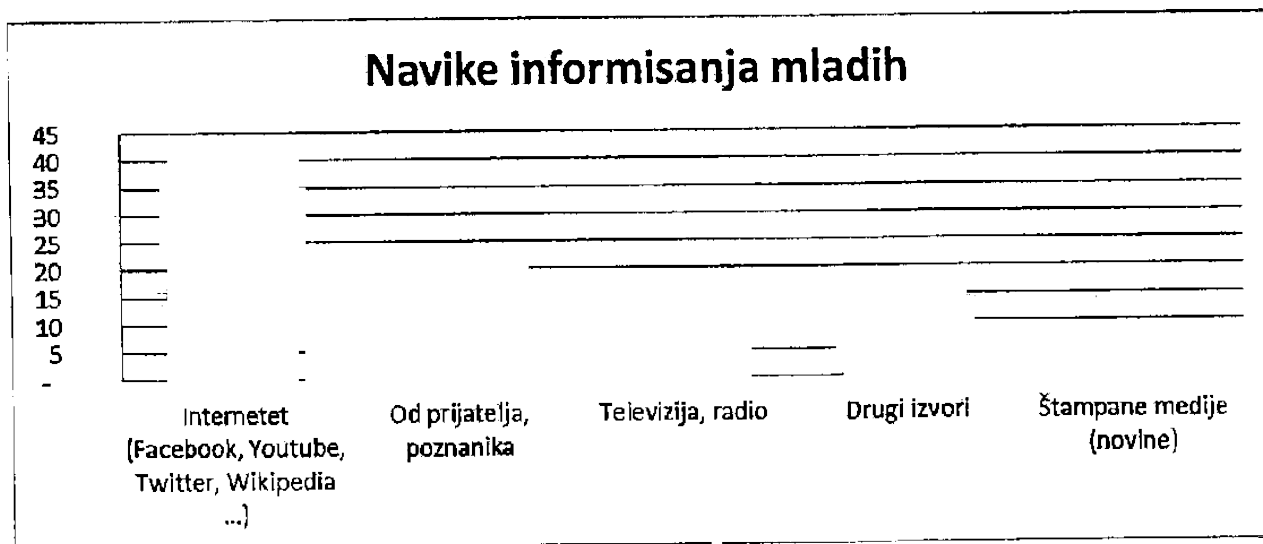 Navike informisanja mladih
45
40
35
30
25
20
15
10
5
-
Internetet
(Facebook, Youtube,
Twitter, Wikipedia
...)
Od prijatelja,
poznanika
Televizija, radio
Drugi izvori
Štampane medije
(novine)